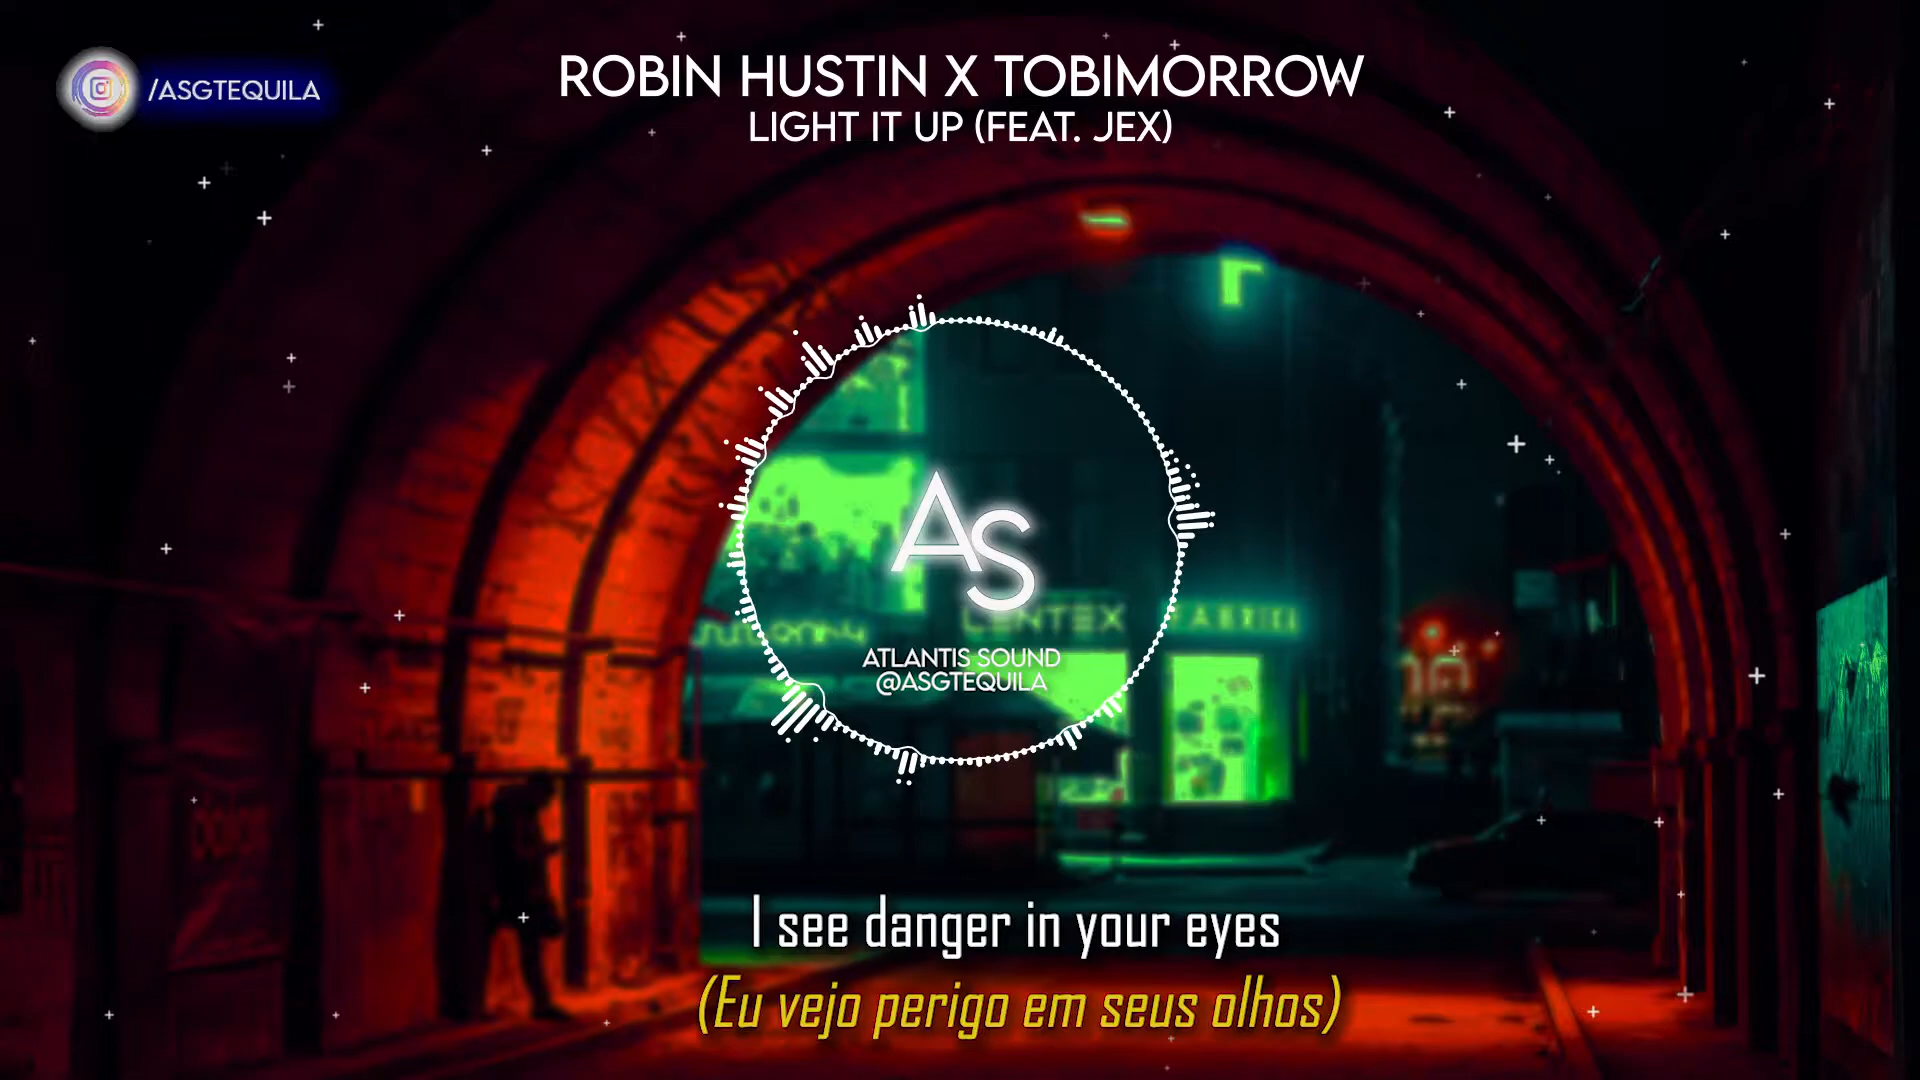 /ASGTEQUILA
ROBIN HUSTIN X TOBIMORROW
LIGHT IT UP (FEAT. JEX)
AS
LENTEX
ATLANTIS SOUND
@ASGTEQUILA
I see danger in your eyes
(Eu vejo perigo em seus olhos)